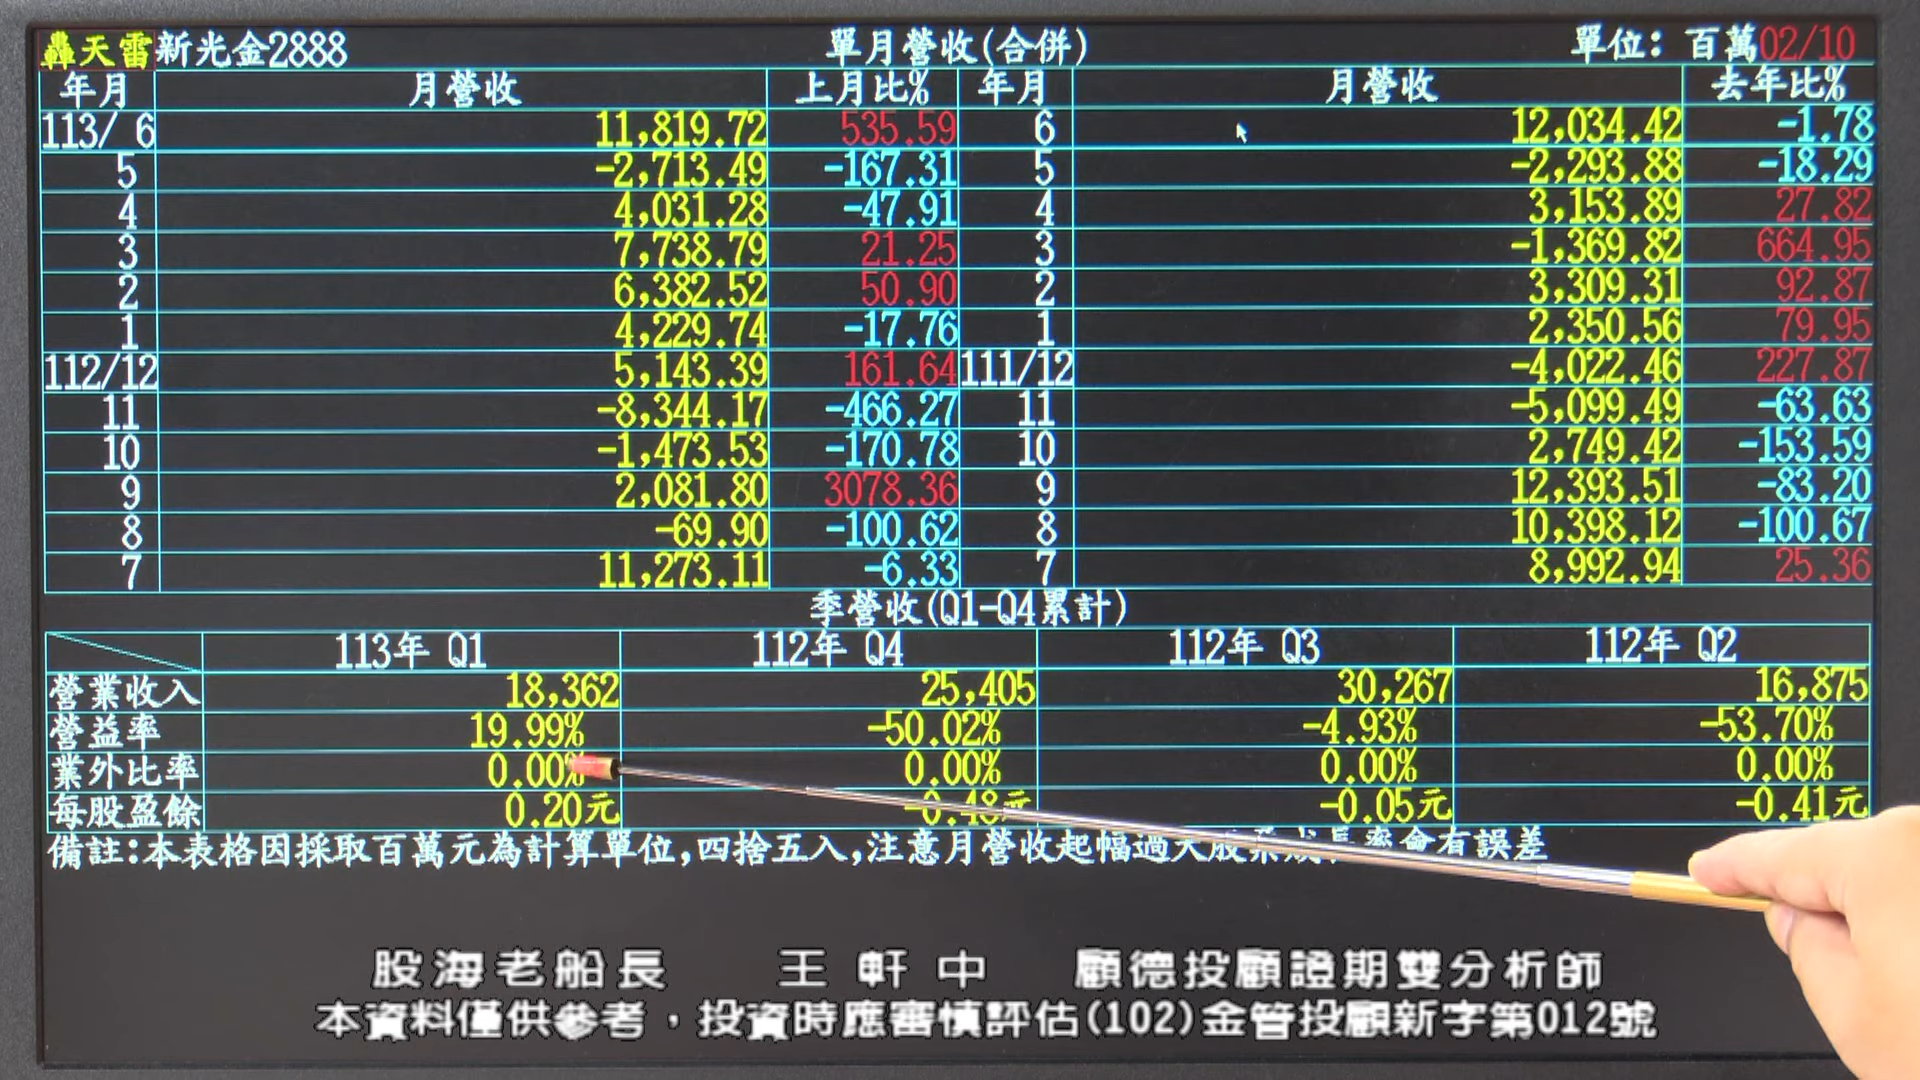 轟天雷新光金2888 單月營收(合併) 單位：百萬02/10
年月 月營收 上月比% 年月 月營收 去年比%
113/ 6 11,819.72 535.59 6 12,034.42 -1.78
5 -2,713.49 -167.31 5 -2,293.88 -18.29
4 4,031.28 -47.91 4 3,153.89 27.82
3 7,738.79 21.25 3 -1,369.82 664.95
2 6,382.52 50.90 2 3,309.31 92.87
1 4,229.74 -17.76 1 2,350.56 79.95
112/12 5,143.39 161.64 111/12 -4,022.46 227.87
11 -8,344.17 -466.27 11 -5,099.49 -63.63
10 -1,473.53 -170.78 10 2,749.42 -153.59
9 2,081.80 3078.36 9 12,393.51 -83.20
8 -69.90 -100.62 8 10,398.12 -100.67
7 11,273.11 -6.33 7 8,992.94 25.36
季營收(Q1-Q4累計)
113年 Q1 112年 Q4 112年 Q3 112年 Q2
營業收入 18,362 25,405 30,267 16,875
營益率 19.99% -50.02% -4.93% -53.70%
業外比率 0.00% 0.00% 0.00% 0.00%
每股盈餘 0.20元 -0.48元 -0.05元 -0.41元
備註:本表格因採取百萬元為計算單位,四捨五入,注意月營收起幅過大 會有誤差
股海老船長 王軒中 顧德投顧證期雙分析師
本資料僅供參考，投資時應審慎評估(102)金管投顧新字第012號